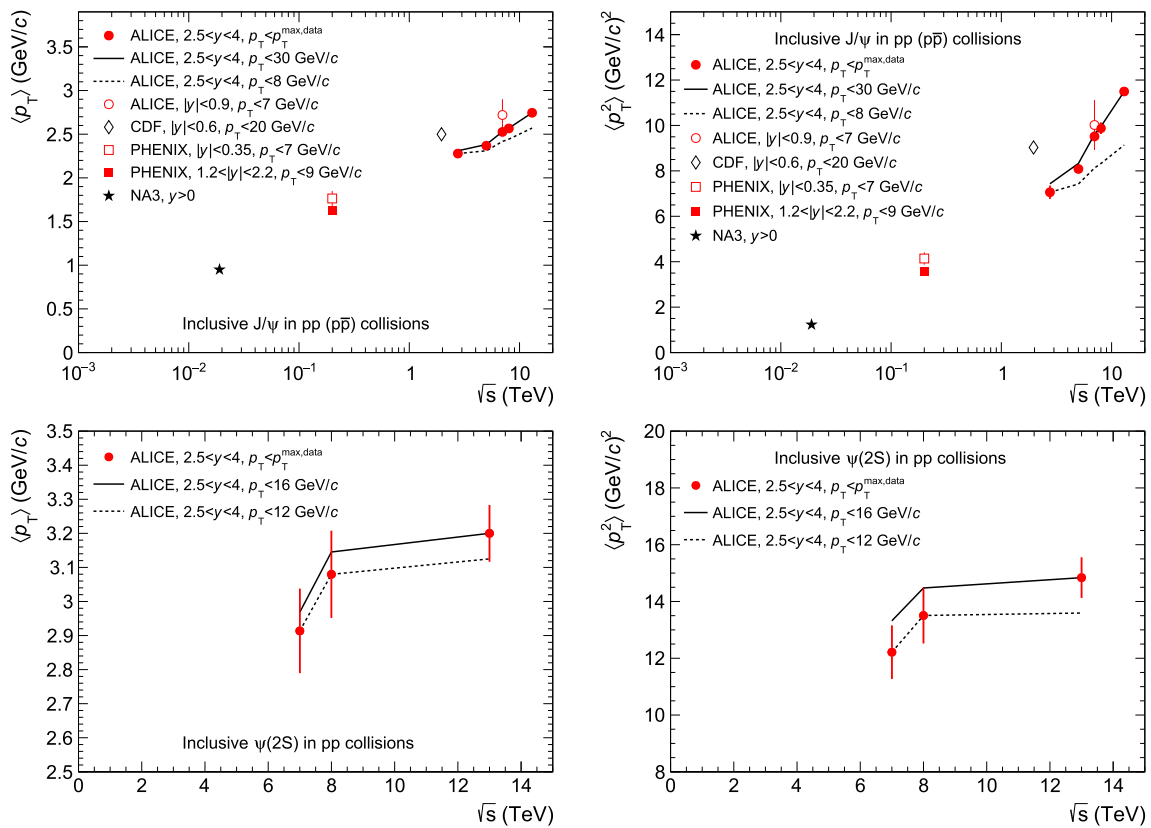 ⟨p_T⟩ (GeV/c)
3.5
3
2.5
2
1.5
1
0.5
0
ALICE, 2.5<y<4, p_T<p_T^max,data
ALICE, 2.5<y<4, p_T<30 GeV/c
ALICE, 2.5<y<4, p_T<8 GeV/c
ALICE, |y|<0.9, p_T<7 GeV/c
CDF, |y|<0.6, p_T<20 GeV/c
PHENIX, |y|<0.35, p_T<7 GeV/c
PHENIX, 1.2<|y|<2.2, p_T<9 GeV/c
NA3, y>0
Inclusive J/ψ in pp (pp̅) collisions
10⁻³ 10⁻² 10⁻¹ 1 10
√s (TeV)
⟨p_T²⟩ (GeV/c)²
14
12
10
8
6
4
2
0
Inclusive J/ψ in pp (pp̅) collisions
ALICE, 2.5<y<4, p_T<p_T^max,data
ALICE, 2.5<y<4, p_T<30 GeV/c
ALICE, 2.5<y<4, p_T<8 GeV/c
ALICE, |y|<0.9, p_T<7 GeV/c
CDF, |y|<0.6, p_T<20 GeV/c
PHENIX, |y|<0.35, p_T<7 GeV/c
PHENIX, 1.2<|y|<2.2, p_T<9 GeV/c
NA3, y>0
10⁻³ 10⁻² 10⁻¹ 1 10
√s (TeV)
⟨p_T⟩ (GeV/c)
3.5
3.4
3.3
3.2
3.1
3
2.9
2.8
2.7
2.6
2.5
ALICE, 2.5<y<4, p_T<p_T^max,data
ALICE, 2.5<y<4, p_T<16 GeV/c
ALICE, 2.5<y<4, p_T<12 GeV/c
Inclusive ψ(2S) in pp collisions
0 2 4 6 8 10 12 14
√s (TeV)
⟨p_T²⟩ (GeV/c)²
20
18
16
14
12
10
8
Inclusive ψ(2S) in pp collisions
ALICE, 2.5<y<4, p_T<p_T^max,data
ALICE, 2.5<y<4, p_T<16 GeV/c
ALICE, 2.5<y<4, p_T<12 GeV/c
0 2 4 6 8 10 12 14
√s (TeV)